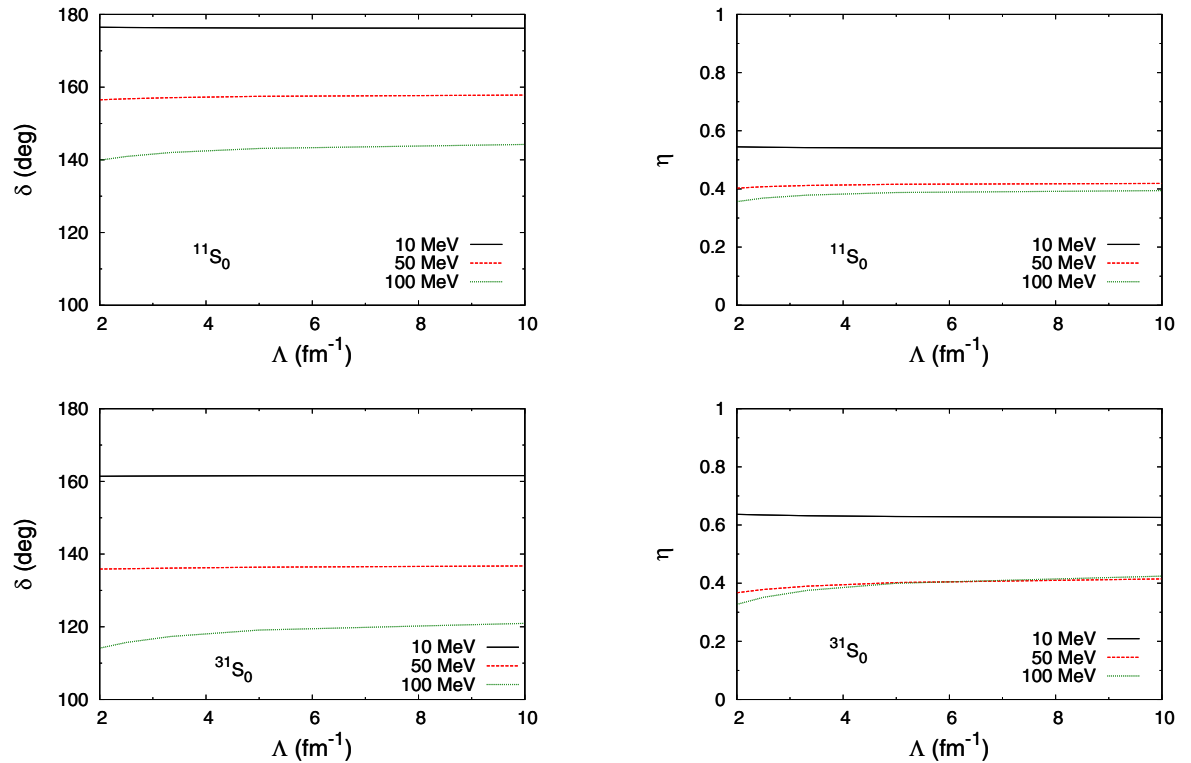 180
160
140
120
100
2
4
6
8
10
δ (deg)
Λ (fm⁻¹)
¹¹S₀
10 MeV
50 MeV
100 MeV
1
0.8
0.6
0.4
0.2
0
2
4
6
8
10
η
Λ (fm⁻¹)
¹¹S₀
10 MeV
50 MeV
100 MeV
180
160
140
120
100
2
4
6
8
10
δ (deg)
Λ (fm⁻¹)
³¹S₀
10 MeV
50 MeV
100 MeV
1
0.8
0.6
0.4
0.2
0
2
4
6
8
10
η
Λ (fm⁻¹)
³¹S₀
10 MeV
50 MeV
100 MeV